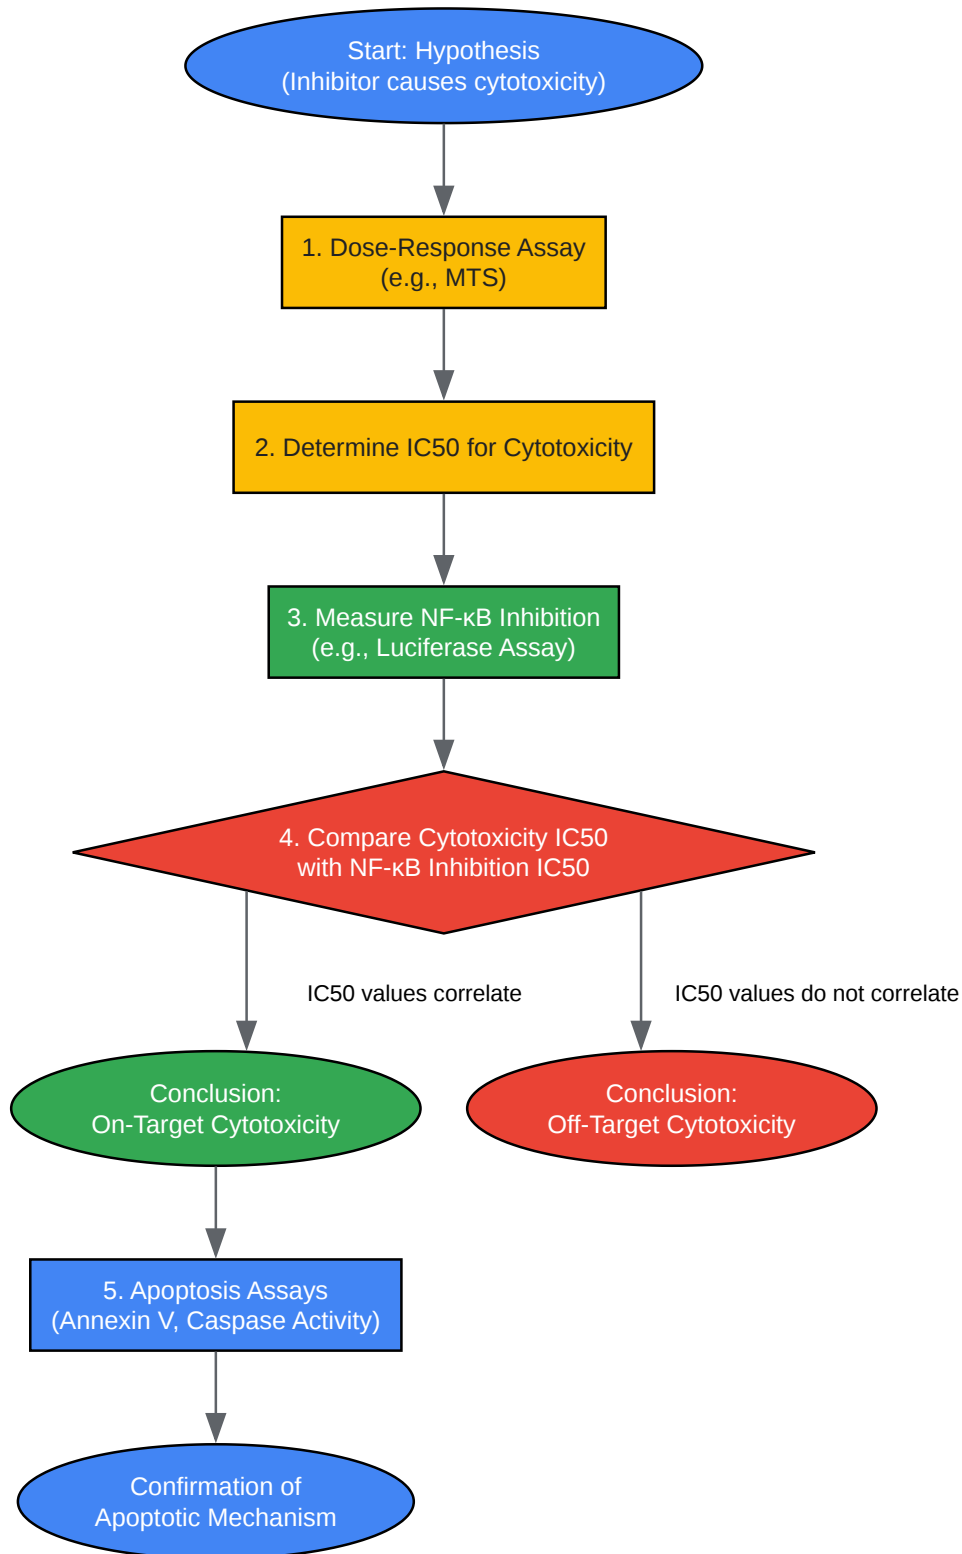 Start: Hypothesis
(Inhibitor causes cytotoxicity)
1. Dose-Response Assay
(e.g., MTS)
2. Determine IC50 for Cytotoxicity
3. Measure NF-κB Inhibition
(e.g., Luciferase Assay)
4. Compare Cytotoxicity IC50
with NF-κB Inhibition IC50
IC50 values correlate
IC50 values do not correlate
Conclusion:
On-Target Cytotoxicity
Conclusion:
Off-Target Cytotoxicity
5. Apoptosis Assays
(Annexin V, Caspase Activity)
Confirmation of
Apoptotic Mechanism